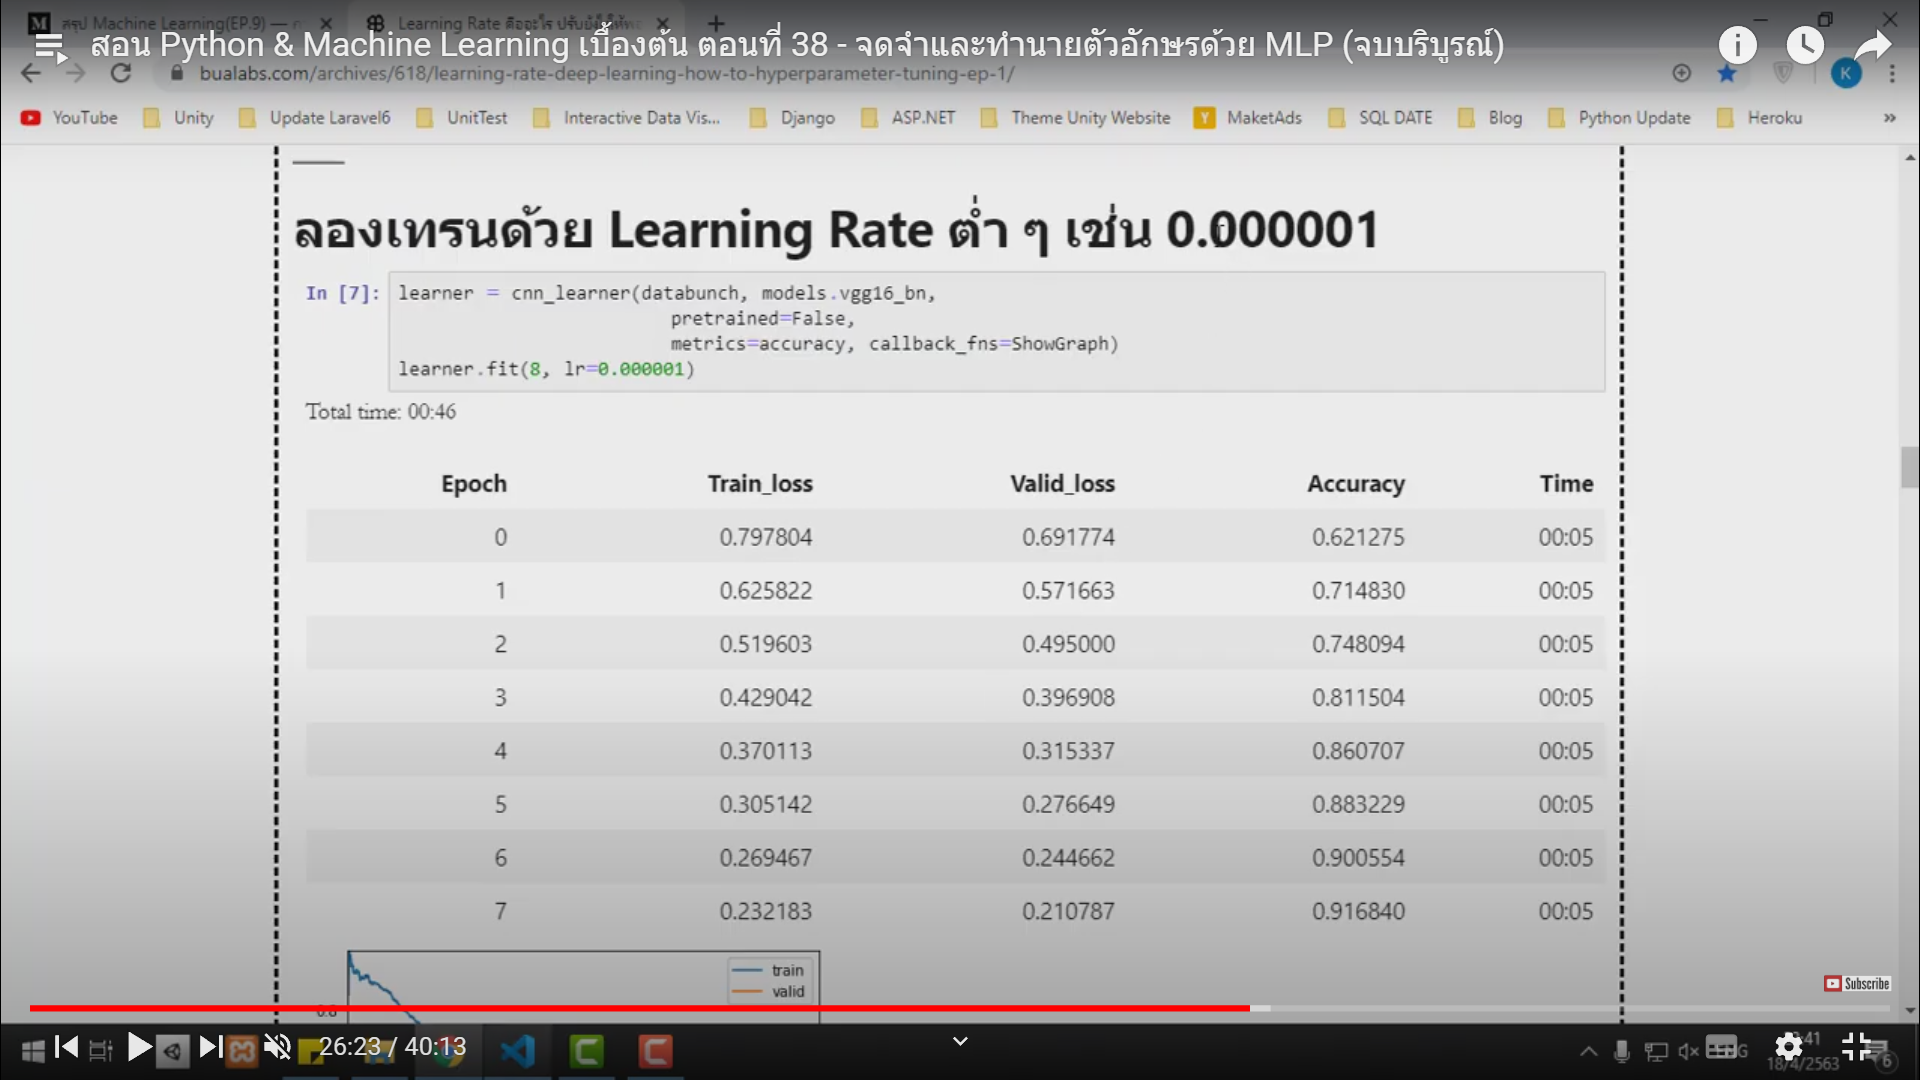 สรุป Machine Learning(EP.9) —
Learning Rate คืออะไร ปรับยังไงให้พอ
สอน Python & Machine Learning เบื้องต้น ตอนที่ 38 - จดจำและทำนายตัวอักษรด้วย MLP (จบบริบูรณ์)
bualabs.com/archives/618/learning-rate-deep-learning-how-to-hyperparameter-tuning-ep-1/
K
YouTube Unity Update Laravel6 UnitTest Interactive Data Vis... Django ASP.NET Theme Unity Website MaketAds SQL DATE Blog Python Update Heroku »
ลองเทรนด้วย Learning Rate ต่ำ ๆ เช่น 0.000001
In [7]: learner = cnn_learner(databunch, models.vgg16_bn,
pretrained=False,
metrics=accuracy, callback_fns=ShowGraph)
learner.fit(8, lr=0.000001)
Total time: 00:46
Epoch Train_loss Valid_loss Accuracy Time
0 0.797804 0.691774 0.621275 00:05
1 0.625822 0.571663 0.714830 00:05
2 0.519603 0.495000 0.748094 00:05
3 0.429042 0.396908 0.811504 00:05
4 0.370113 0.315337 0.860707 00:05
5 0.305142 0.276649 0.883229 00:05
6 0.269467 0.244662 0.900554 00:05
7 0.232183 0.210787 0.916840 00:05
train
valid
0.8
Subscribe
26:23 / 40:13
18/4/2563
6